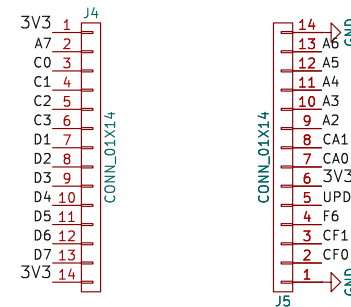 J4
3V3 1
A7 2
C0 3
C1 4
C2 5
C3 6
D1 7
D2 8
D3 9
D4 10
D5 11
D6 12
D7 13
3V3 14
CONN_01X14
14 GND
13 A6
12 A5
11 A4
10 A3
9 A2
8 CA1
7 CA0
6 3V3
5 UPD
4 F6
3 CF1
2 CF0
1 GND
CONN_01X14
J5